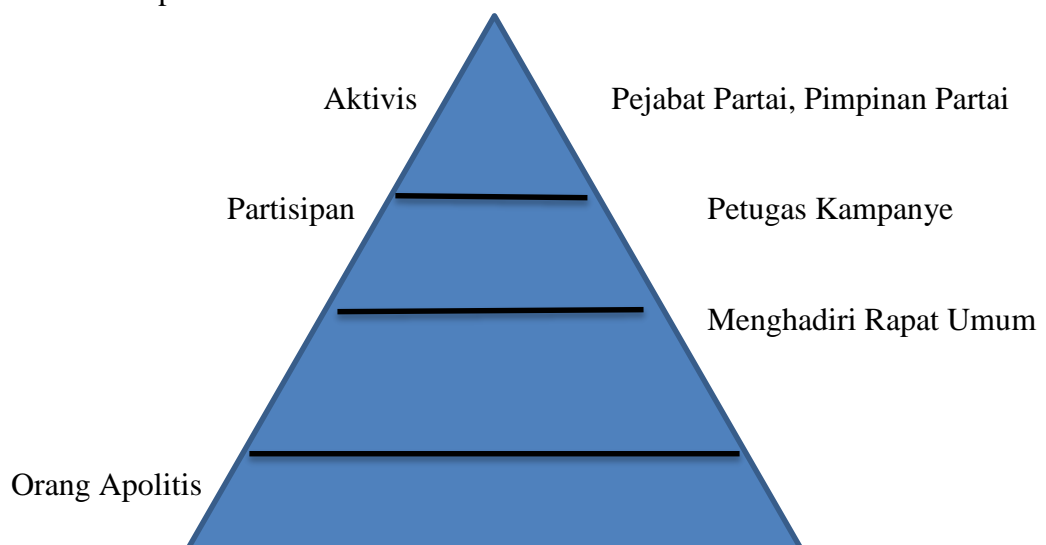 Aktivis
Pejabat Partai, Pimpinan Partai
Partisipan
Petugas Kampanye
Menghadiri Rapat Umum
Orang Apolitis